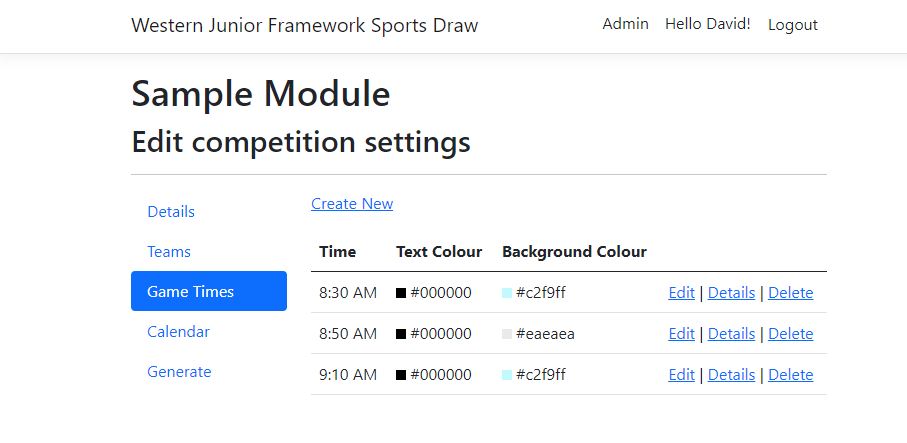 Western Junior Framework Sports Draw Admin Hello David! Logout
Sample Module
Edit competition settings
Details
Teams
Game Times
Calendar
Generate
Create New
Time Text Colour Background Colour
8:30 AM #000000 #c2f9ff Edit | Details | Delete
8:50 AM #000000 #eaeaea Edit | Details | Delete
9:10 AM #000000 #c2f9ff Edit | Details | Delete